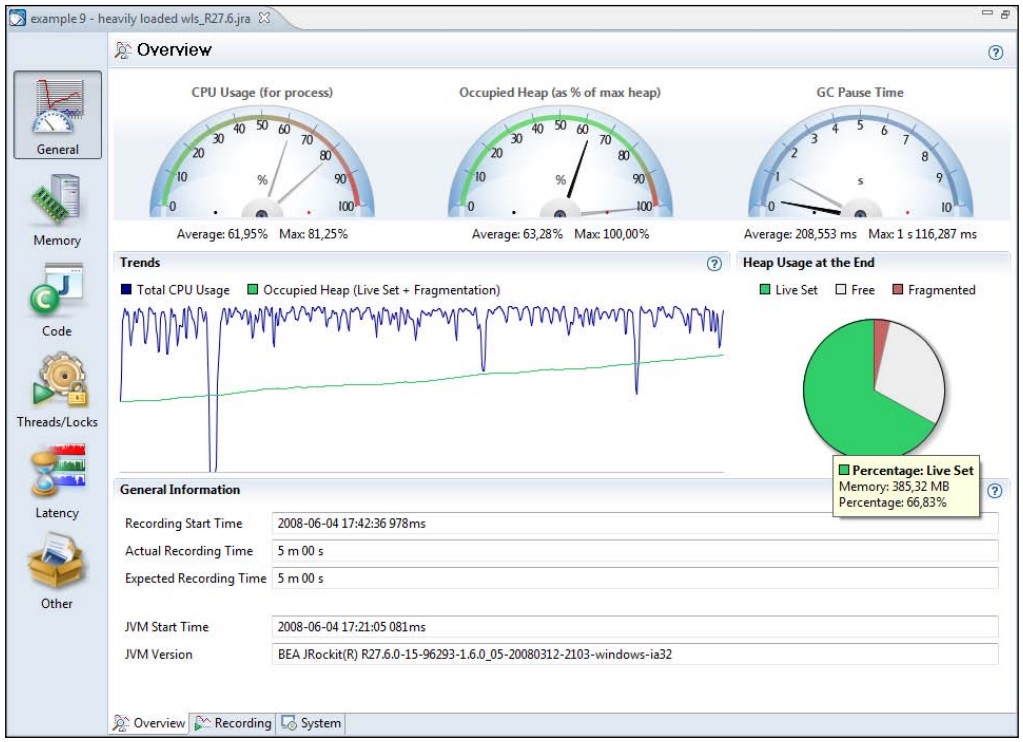 example 9 - heavily loaded wls_R27.6.jra
Overview
General
Memory
Code
Threads/Locks
Latency
Other
CPU Usage (for process)
0 10 20 30 40 50 60 70 80 90 100
%
Average: 61,95% Max: 81,25%
Occupied Heap (as % of max heap)
0 10 20 30 40 50 60 70 80 90 100
%
Average: 63,28% Max: 100,00%
GC Pause Time
0 1 2 3 4 5 6 7 8 9 10
s
Average: 208,553 ms Max: 1 s 116,287 ms
Trends
Total CPU Usage Occupied Heap (Live Set + Fragmentation)
Heap Usage at the End
Live Set Free Fragmented
Percentage: Live Set
Memory: 385,32 MB
Percentage: 66,83%
General Information
Recording Start Time 2008-06-04 17:42:36 978ms
Actual Recording Time 5 m 00 s
Expected Recording Time 5 m 00 s
JVM Start Time 2008-06-04 17:21:05 081ms
JVM Version BEA JRockit(R) R27.6.0-15-96293-1.6.0_05-20080312-2103-windows-ia32
Overview Recording System